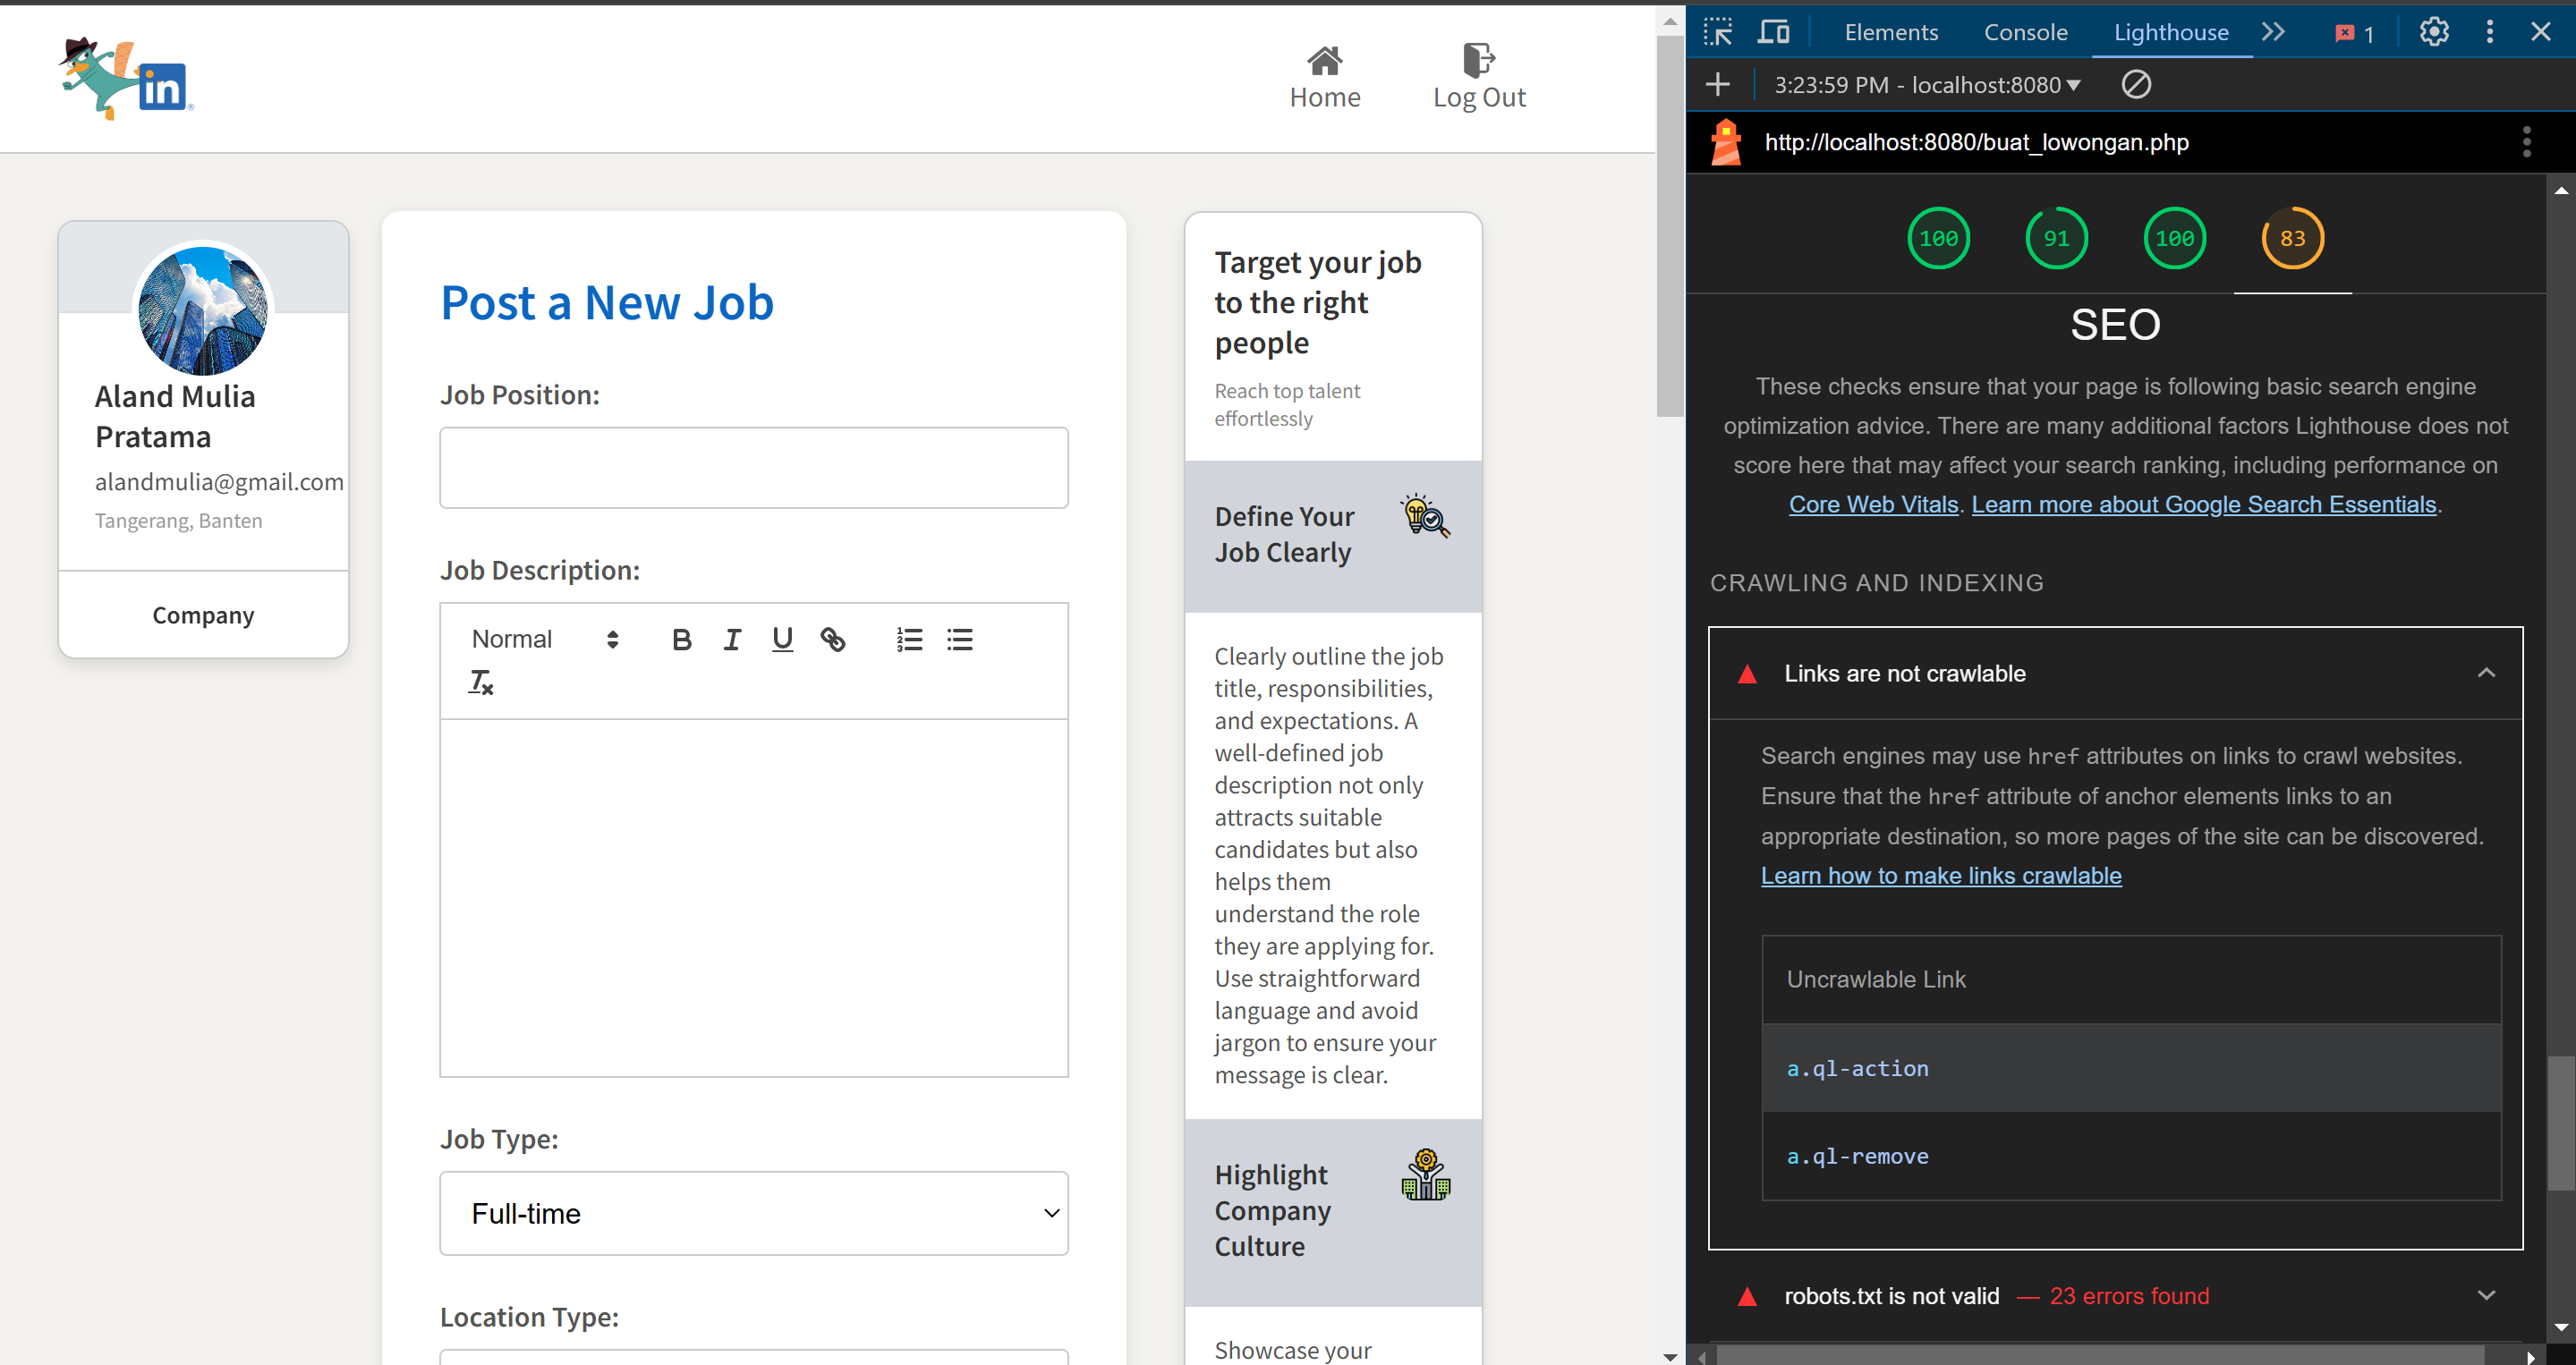 in
Home
Log Out
Aland Mulia
Pratama
alandmulia@gmail.com
Tangerang, Banten
Company
Post a New Job
Job Position:
Job Description:
Normal
Job Type:
Full-time
Location Type:
Target your job
to the right
people
Reach top talent
effortlessly
Define Your
Job Clearly
Clearly outline the job
title, responsibilities,
and expectations. A
well-defined job
description not only
attracts suitable
candidates but also
helps them
understand the role
they are applying for.
Use straightforward
language and avoid
jargon to ensure your
message is clear.
Highlight
Company
Culture
Showcase your
Elements Console Lighthouse 1
3:23:59 PM - localhost:8080
http://localhost:8080/buat_lowongan.php
100 91 100 83
SEO
These checks ensure that your page is following basic search engine
optimization advice. There are many additional factors Lighthouse does not
score here that may affect your search ranking, including performance on
Core Web Vitals. Learn more about Google Search Essentials.
CRAWLING AND INDEXING
Links are not crawlable
Search engines may use href attributes on links to crawl websites.
Ensure that the href attribute of anchor elements links to an
appropriate destination, so more pages of the site can be discovered.
Learn how to make links crawlable
Uncrawlable Link
a.ql-action
a.ql-remove
robots.txt is not valid — 23 errors found